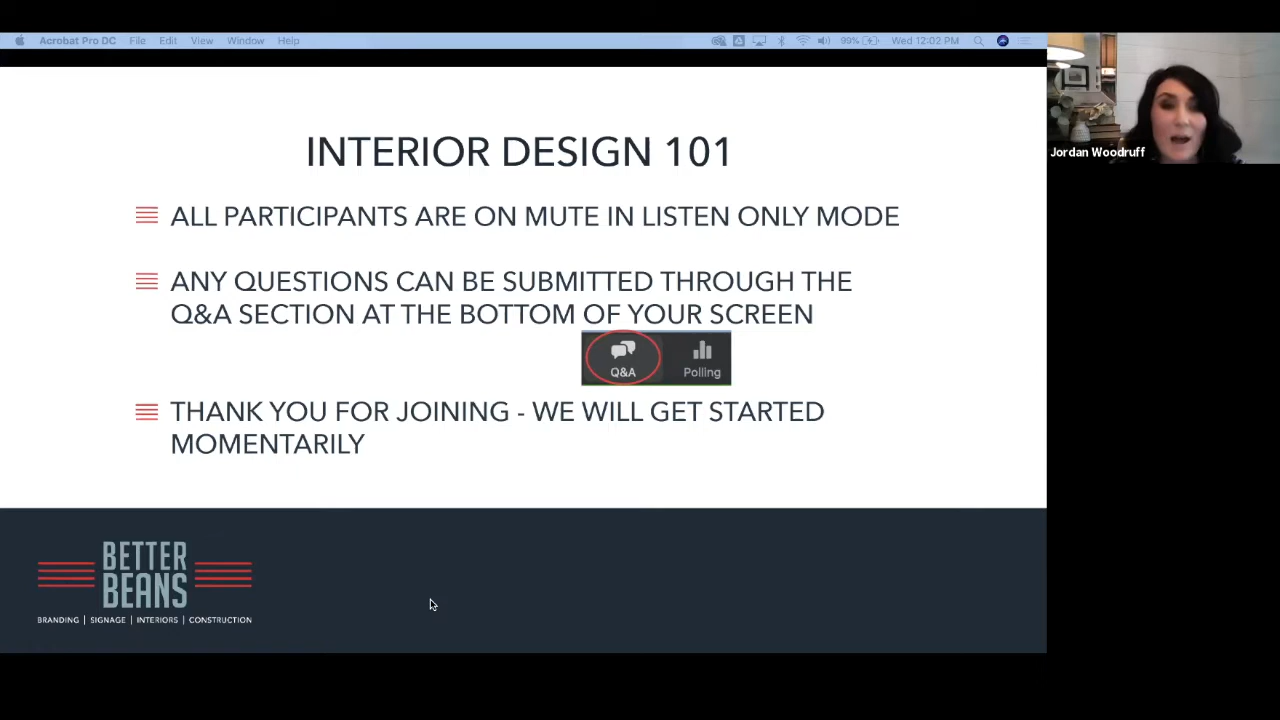 Acrobat Pro DC File Edit View Window Help 99% Wed 12:02 PM
INTERIOR DESIGN 101
ALL PARTICIPANTS ARE ON MUTE IN LISTEN ONLY MODE
ANY QUESTIONS CAN BE SUBMITTED THROUGH THE
Q&A SECTION AT THE BOTTOM OF YOUR SCREEN
Q&A Polling
THANK YOU FOR JOINING - WE WILL GET STARTED
MOMENTARILY
BETTER
BEANS
BRANDING | SIGNAGE | INTERIORS | CONSTRUCTION
Jordan Woodruff